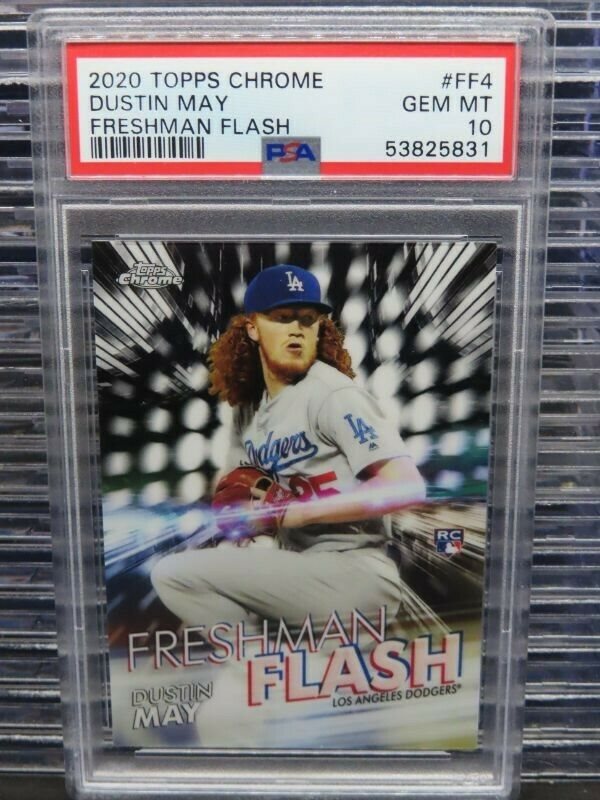 2020 TOPPS CHROME #FF4
DUSTIN MAY GEM MT
FRESHMAN FLASH 10
PSA 53825831
Topps
Chrome
LA
LA
Dodgers
25
RC
FRESHMAN
FLASH
DUSTIN
MAY
LOS ANGELES DODGERS®